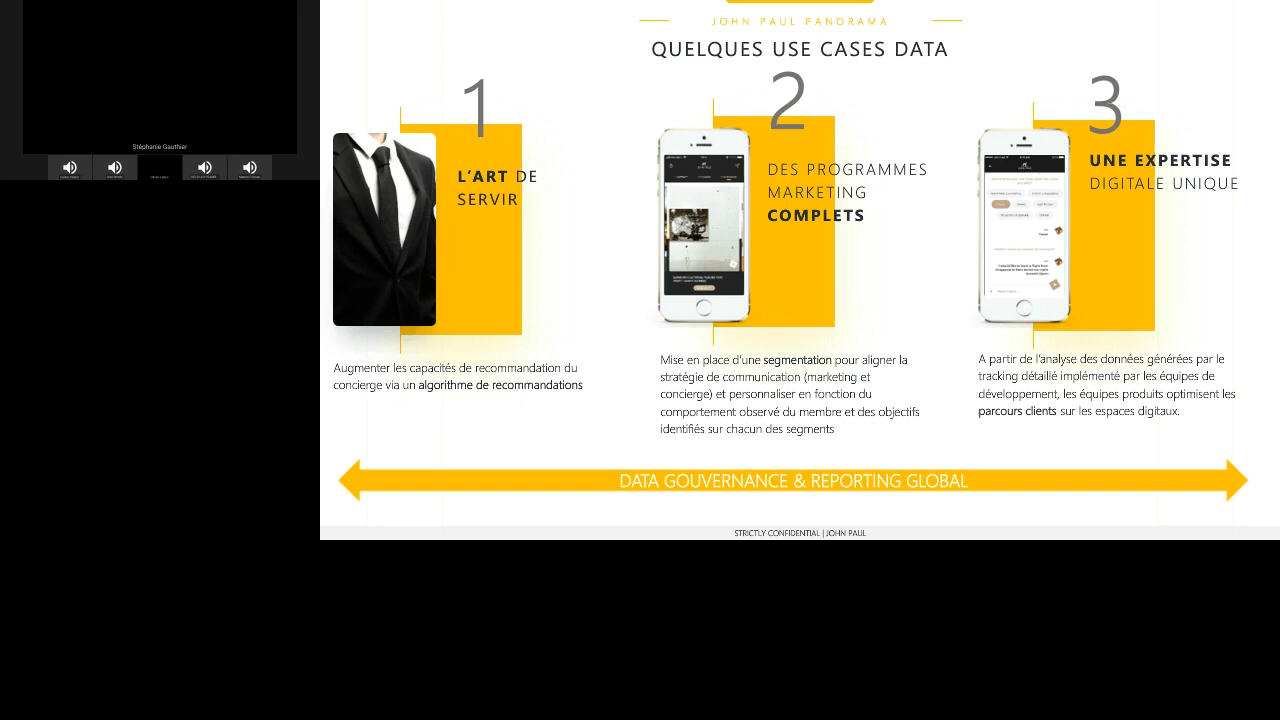 Stéphanie Gauthier
JOHN PAUL PANORAMA
QUELQUES USE CASES DATA
1
L'ART DE
SERVIR
Augmenter les capacités de recommandation du
concierge via un algorithme de recommandations
2
DES PROGRAMMES
MARKETING
COMPLETS
Mise en place d'une segmentation pour aligner la
stratégie de communication (marketing et
concierge) et personnaliser en fonction du
comportement observé du membre et des objectifs
identifiés sur chacun des segments
3
UNE EXPERTISE
DIGITALE UNIQUE
A partir de l'analyse des données générées par le
tracking détaillé implémenté par les équipes de
développement, les équipes produits optimisent les
parcours clients sur les espaces digitaux.
DATA GOUVERNANCE & REPORTING GLOBAL
STRICTLY CONFIDENTIAL | JOHN PAUL